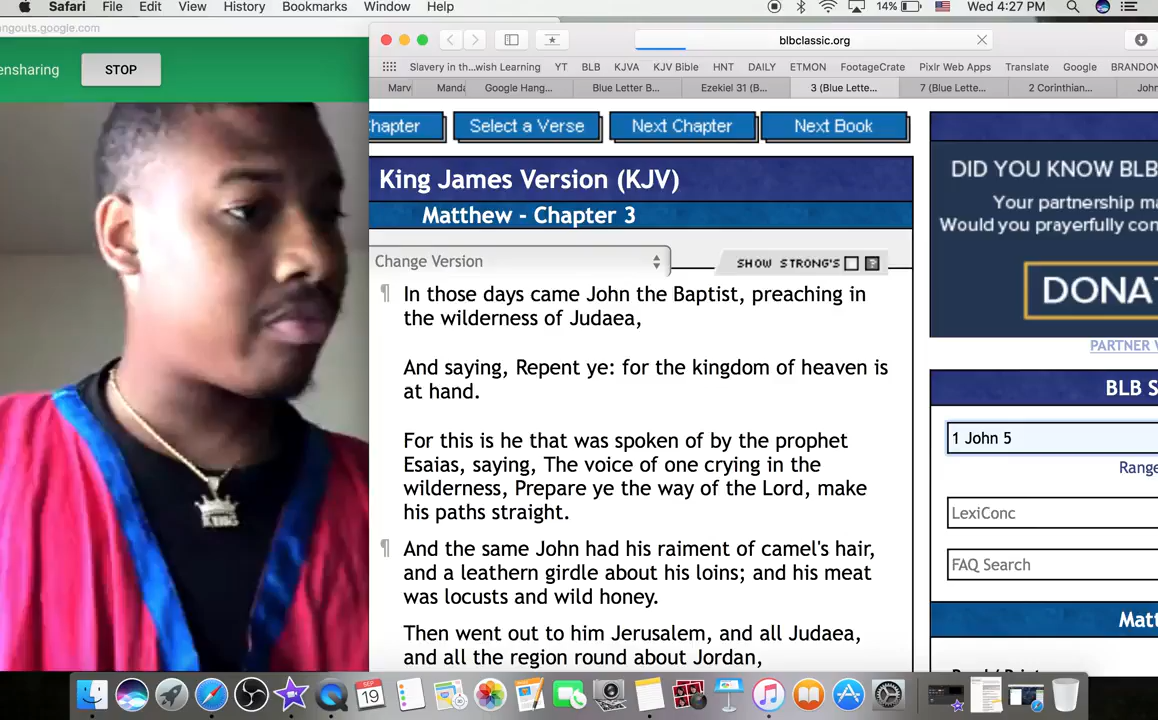 Safari File Edit View History Bookmarks Window Help 14% Wed 4:27 PM
angouts.google.com
blbclassic.org
ensharing STOP
Slavery in th...wish Learning YT BLB KJVA KJV Bible HNT DAILY ETMON FootageCrate Pixlr Web Apps Translate Google BRANDON
Marv Manda Google Hang... Blue Letter B... Ezekiel 31 (B... 3 (Blue Lette... 7 (Blue Lette... 2 Corinthian... John
Chapter Select a Verse Next Chapter Next Book
DID YOU KNOW BLB
Your partnership ma
Would you prayerfully con
DONAT
PARTNER W
King James Version (KJV)
Matthew - Chapter 3
Change Version SHOW STRONG'S ?
¶ In those days came John the Baptist, preaching in
the wilderness of Judaea,
And saying, Repent ye: for the kingdom of heaven is
at hand.
For this is he that was spoken of by the prophet
Esaias, saying, The voice of one crying in the
wilderness, Prepare ye the way of the Lord, make
his paths straight.
¶ And the same John had his raiment of camel's hair,
and a leathern girdle about his loins; and his meat
was locusts and wild honey.
Then went out to him Jerusalem, and all Judaea,
and all the region round about Jordan,
BLB S
1 John 5
Range
LexiConc
FAQ Search
Matt
KING
SEP
19